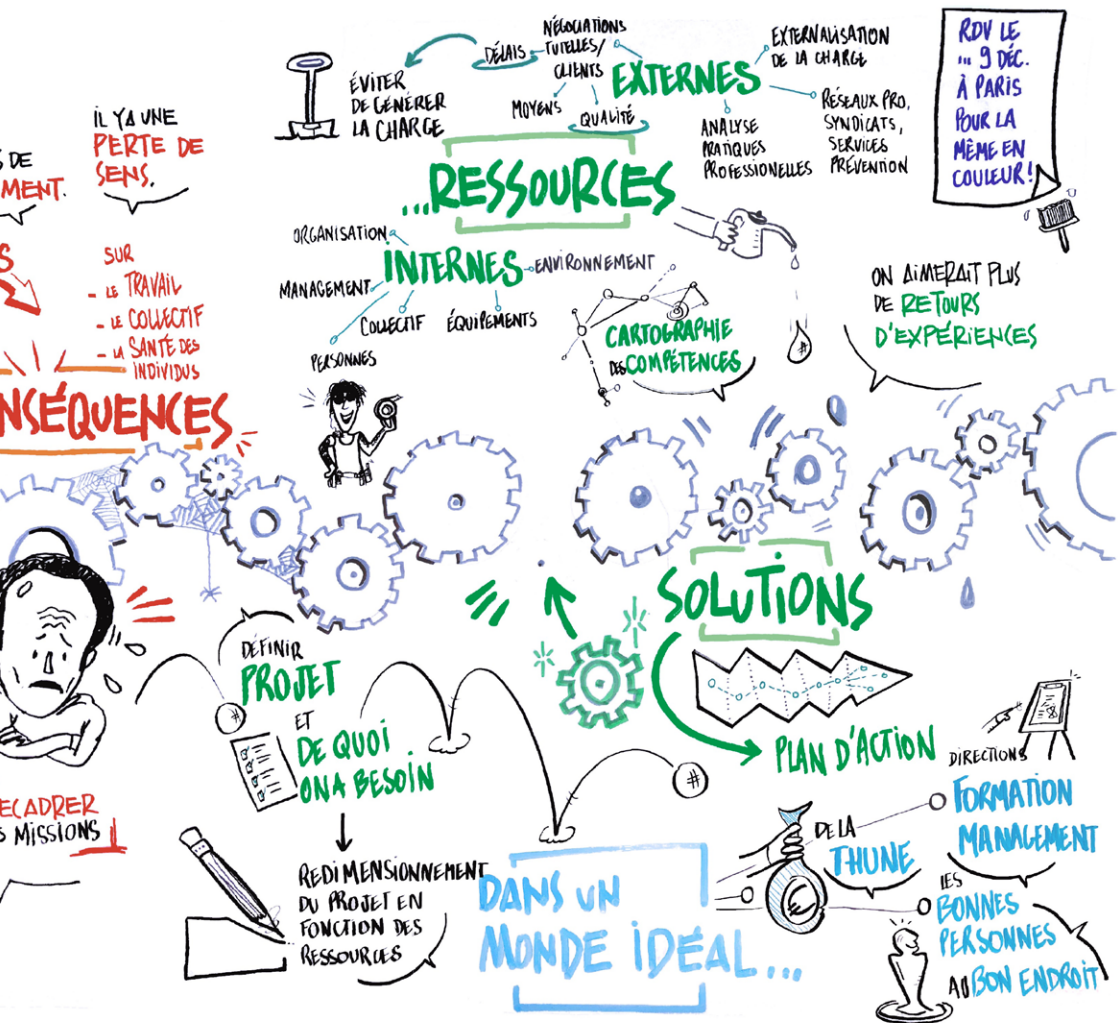 IL Y A UNE
PERTE DE
SENS.
S DE
MENT.
S
SUR
- LE TRAVAIL
- LE COLLECTIF
- LA SANTÉ DES
INDIVIDUS
NSÉQUENCES
ÉVITER
DE GÉNÉRER
LA CHARGE
DÉLAIS
NÉGOCIATIONS
TUTELLES/
CLIENTS
MOYENS
QUALITÉ
EXTERNES
EXTERNALISATION
DE LA CHARGE
ANALYSE
PRATIQUES
PROFESSIONELLES
RÉSEAUX PRO,
SYNDICATS,
SERVICES
PRÉVENTION
...RESSOURCES
RDV LE
... 9 DÉC.
À PARIS
POUR LA
MÊME EN
COULEUR!
ORGANISATION
MANAGEMENT
INTERNES
ENVIRONNEMENT
COLLECTIF
ÉQUIPEMENTS
PERSONNES
CARTOGRAPHIE
DES COMPÉTENCES
#
ON AIMERAIT PLUS
DE RETOURS
D'EXPÉRIENCES
DÉFINIR
PROJET
ET
DE QUOI
ON A BESOIN
#
#
SOLUTIONS
PLAN D'ACTION
ECADRER
S MISSIONS
REDIMENSIONNEMENT
DU PROJET EN
FONCTION DES
RESSOURCES
DANS UN
MONDE IDÉAL...
€
DE LA
THUNE
DIRECTIONS
FORMATION
MANAGEMENT
LES
BONNES
PERSONNES
AU BON ENDROIT